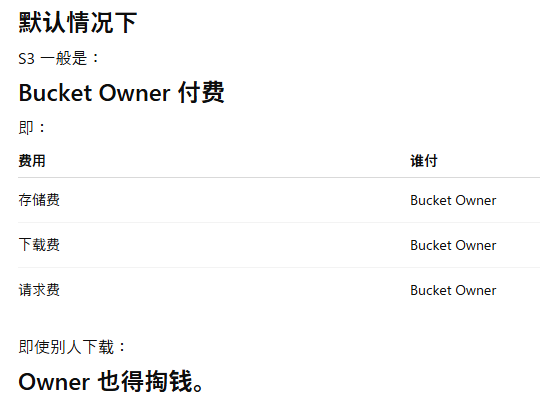 默认情况下
S3 一般是：
Bucket Owner 付费
即：
费用 谁付
存储费 Bucket Owner
下载费 Bucket Owner
请求费 Bucket Owner
即使别人下载：
Owner 也得掏钱。